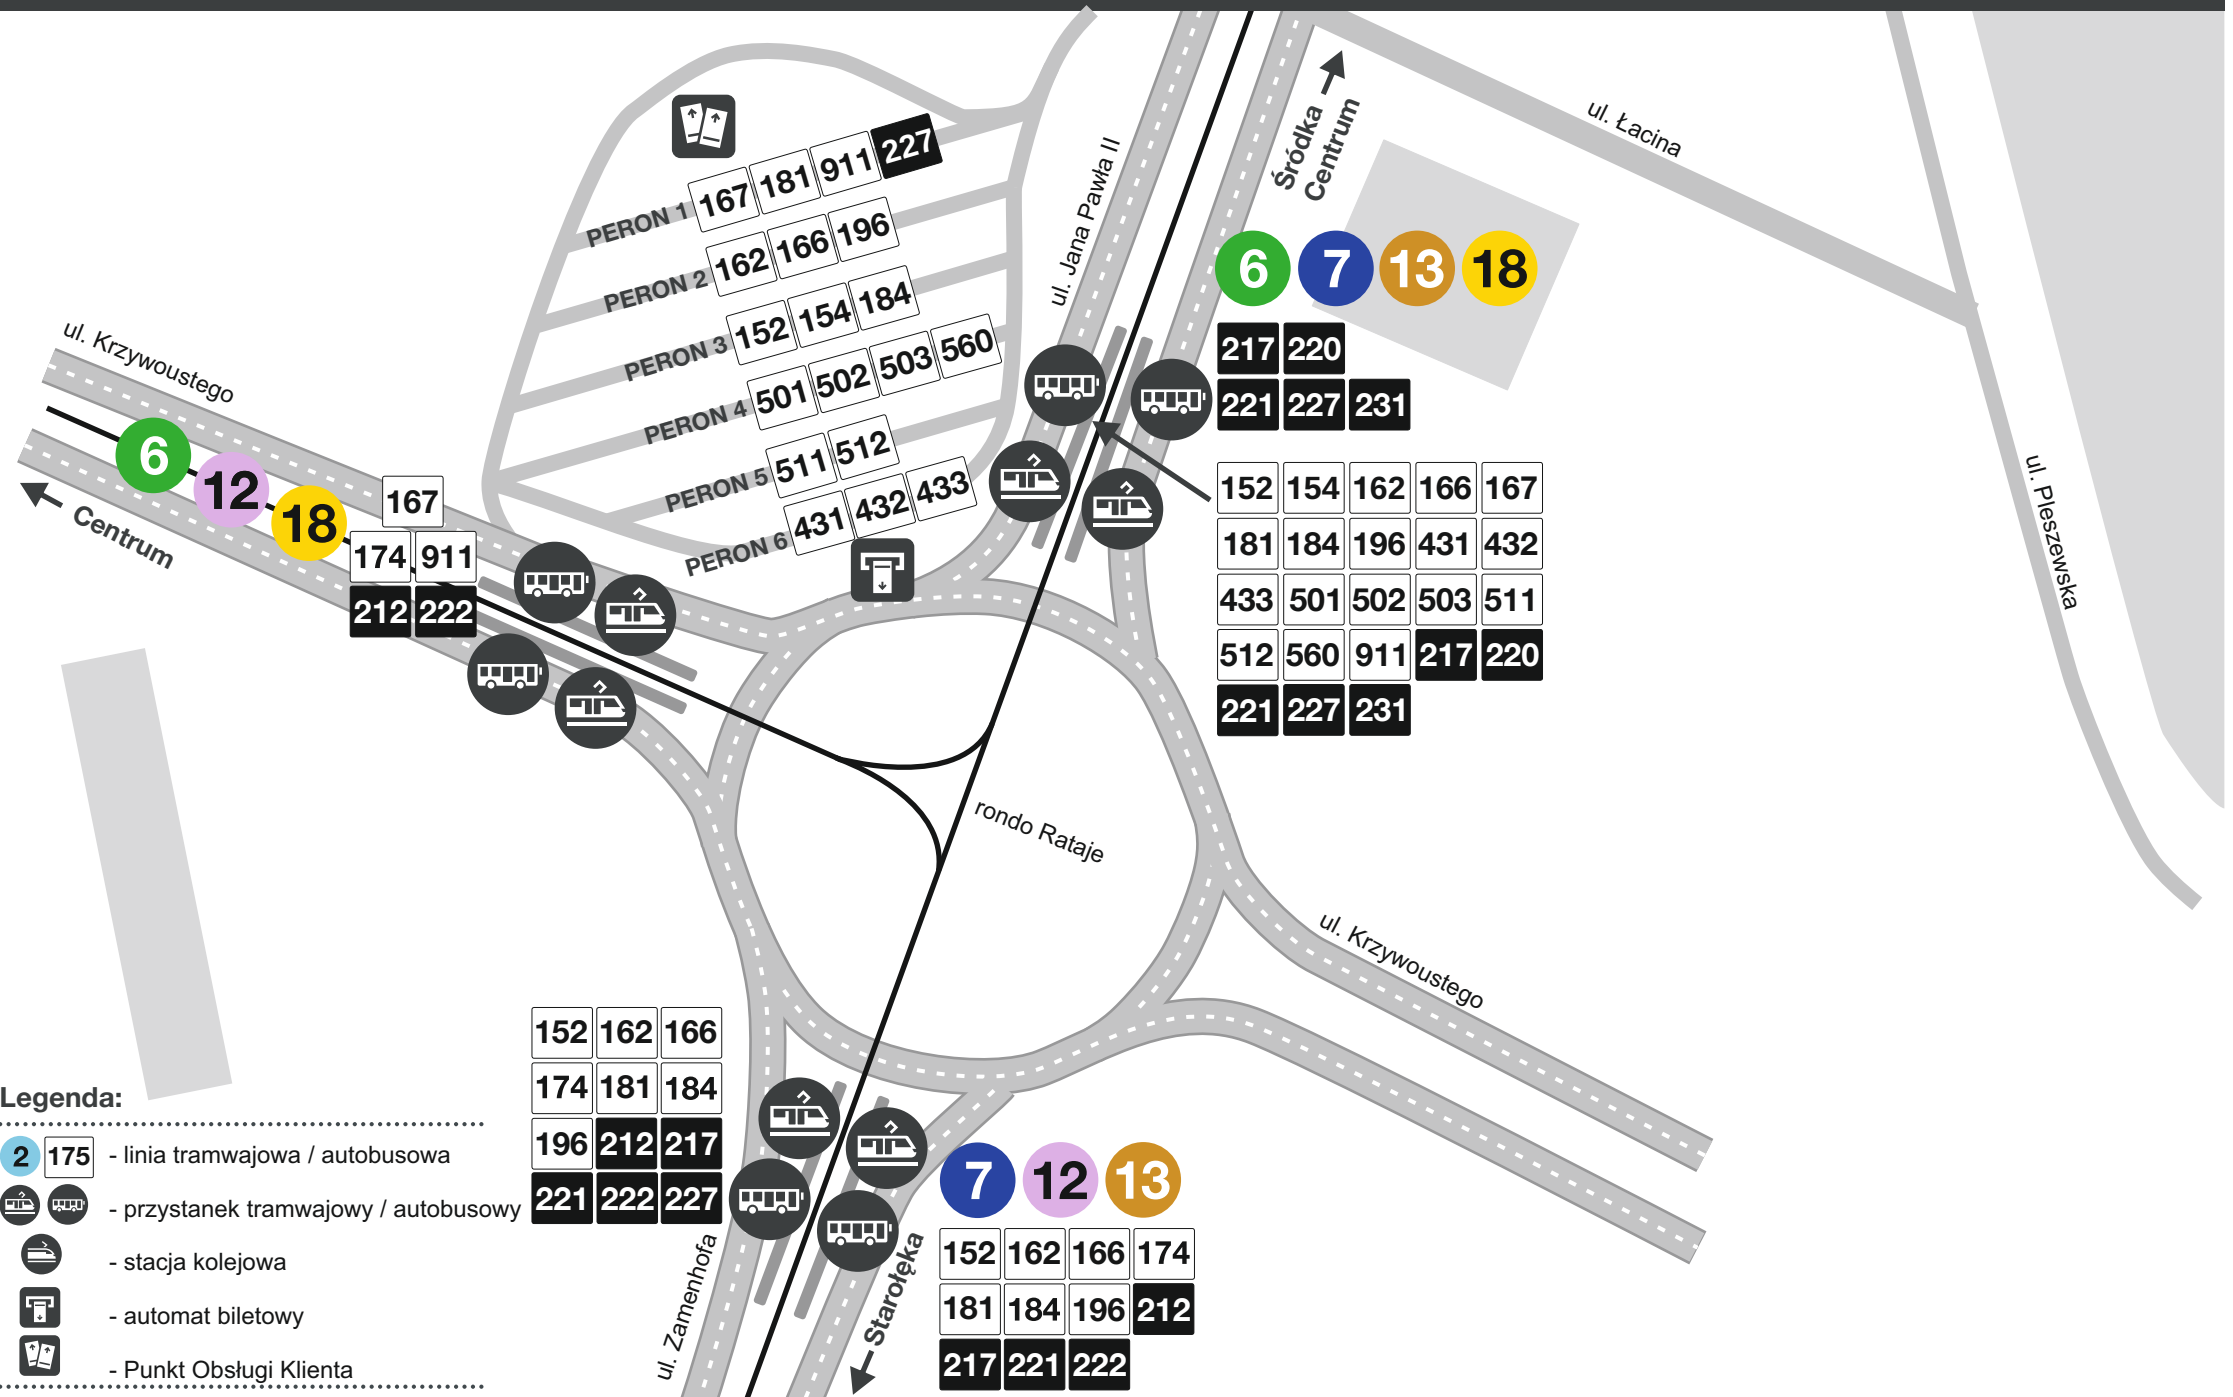 ul. Łacina
Śródka
Centrum
ul. Jana Pawła II
PERON 1 167 181 911 227
PERON 2 162 166 196
PERON 3 152 154 184
PERON 4 501 502 503 560
PERON 5 511 512
PERON 6 431 432 433
6 7 13 18
217 220
221 227 231
152 154 162 166 167
181 184 196 431 432
433 501 502 503 511
512 560 911 217 220
221 227 231
ul. Krzywoustego
6 12 18
Centrum
167
174 911
212 222
ul. Pleszewska
rondo Rataje
ul. Krzywoustego
152 162 166
174 181 184
196 212 217
221 222 227
ul. Zamenhofa
Starołęka
7 12 13
152 162 166 174
181 184 196 212
217 221 222
Legenda:
2 175 - linia tramwajowa / autobusowa
- przystanek tramwajowy / autobusowy
- stacja kolejowa
- automat biletowy
- Punkt Obsługi Klienta